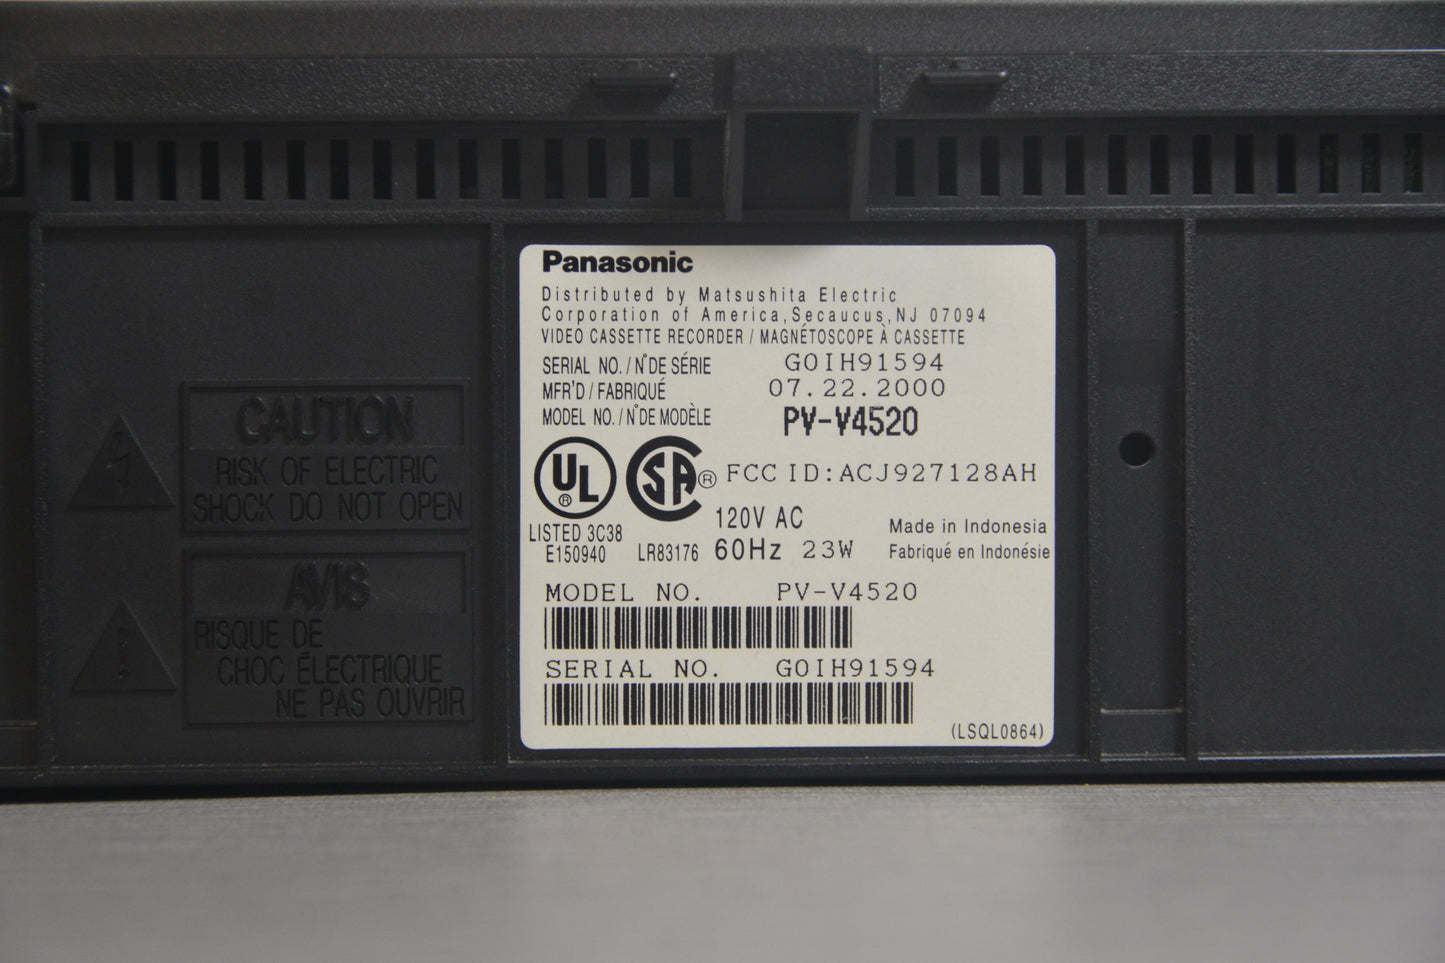 Panasonic
Distributed by Matsushita Electric
Corporation of America, Secaucus, NJ 07094
VIDEO CASSETTE RECORDER / MAGNÉTOSCOPE À CASSETTE
SERIAL NO. / N° DE SÉRIE G0IH91594
MFR'D / FABRIQUÉ 07.22.2000
MODEL NO. / N° DE MODÈLE PV-V4520
UL ® SA ® FCC ID: ACJ927128AH
LISTED 3C38
E150940 LR83176
120V AC
60Hz 23W
Made in Indonesia
Fabriqué en Indonésie
MODEL NO. PV-V4520
SERIAL NO. G0IH91594
(LSQL0864)
CAUTION
RISK OF ELECTRIC
SHOCK DO NOT OPEN
AVIS
RISQUE DE
CHOC ÉLECTRIQUE
NE PAS OUVRIR